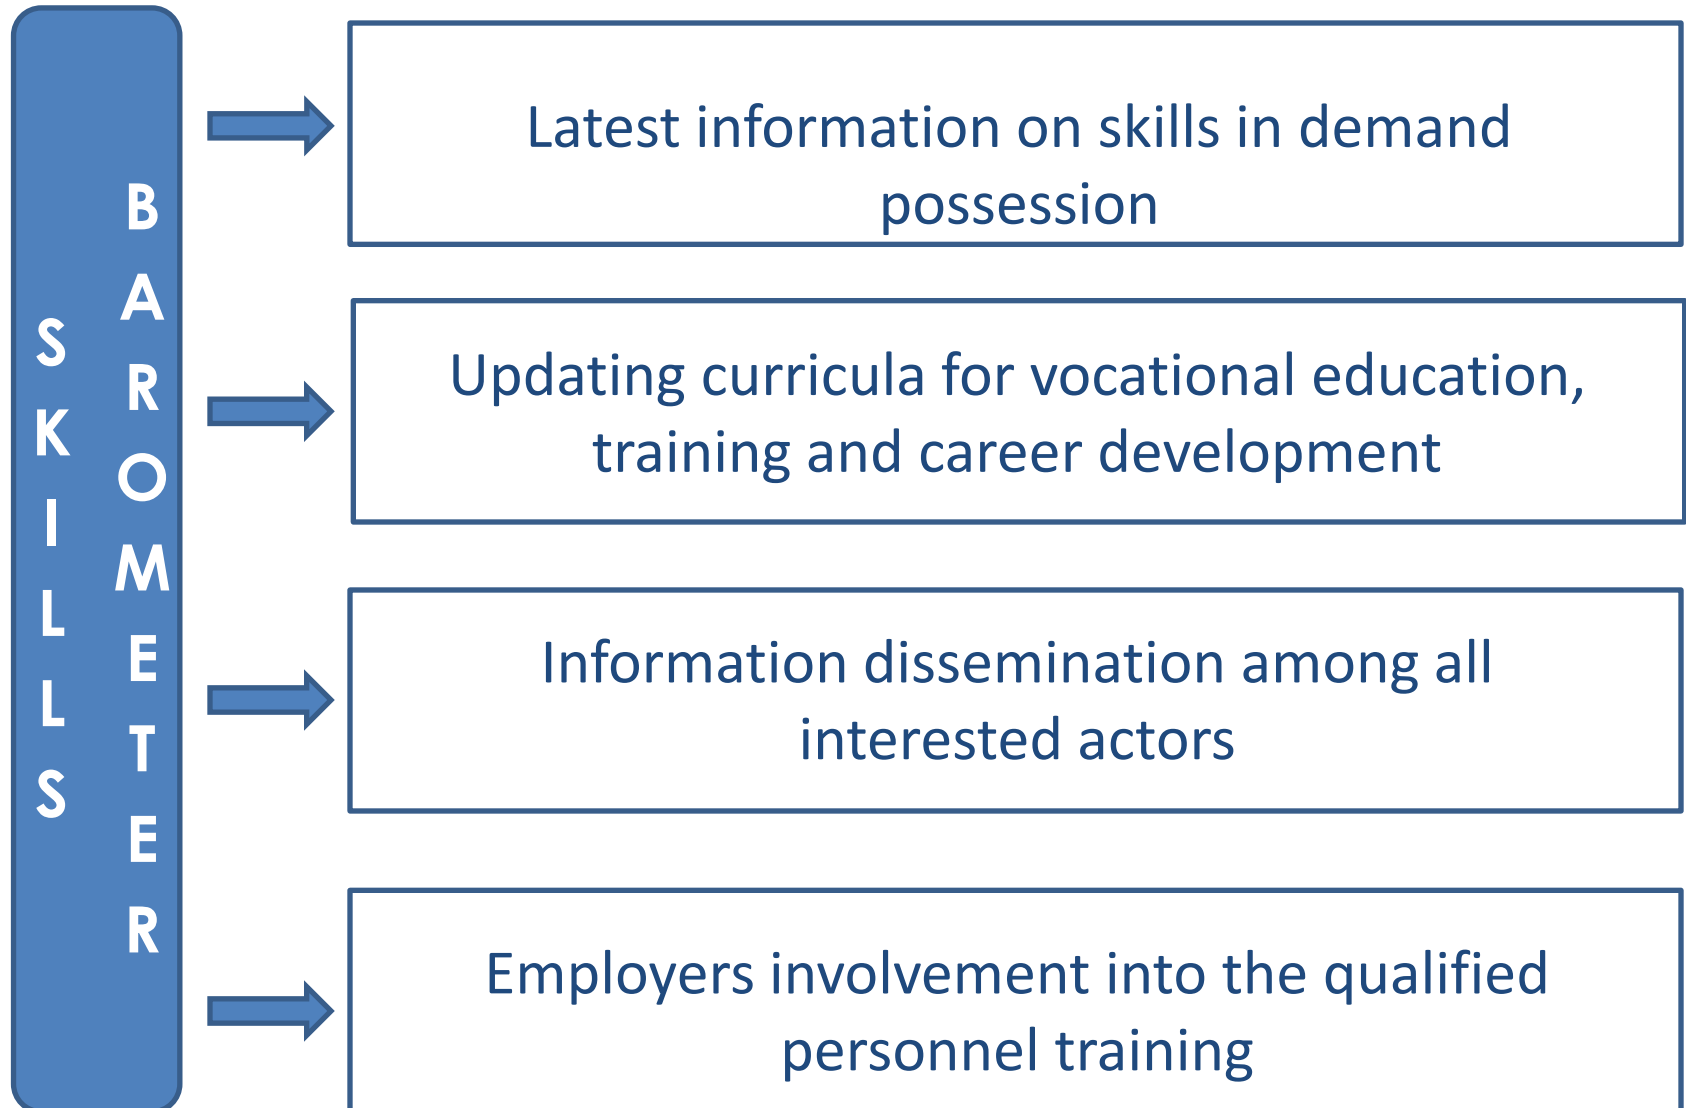 SKILLS
BAROMETER
Latest information on skills in demand
possession
Updating curricula for vocational education,
training and career development
Information dissemination among all
interested actors
Employers involvement into the qualified
personnel training